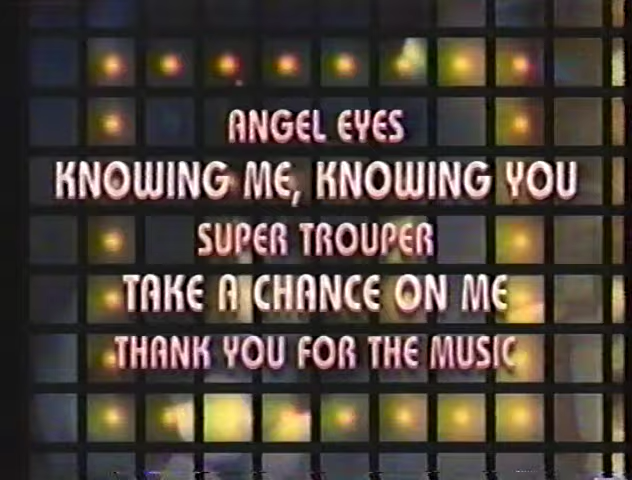 ANGEL EYES
KNOWING ME, KNOWING YOU
SUPER TROUPER
TAKE A CHANCE ON ME
THANK YOU FOR THE MUSIC